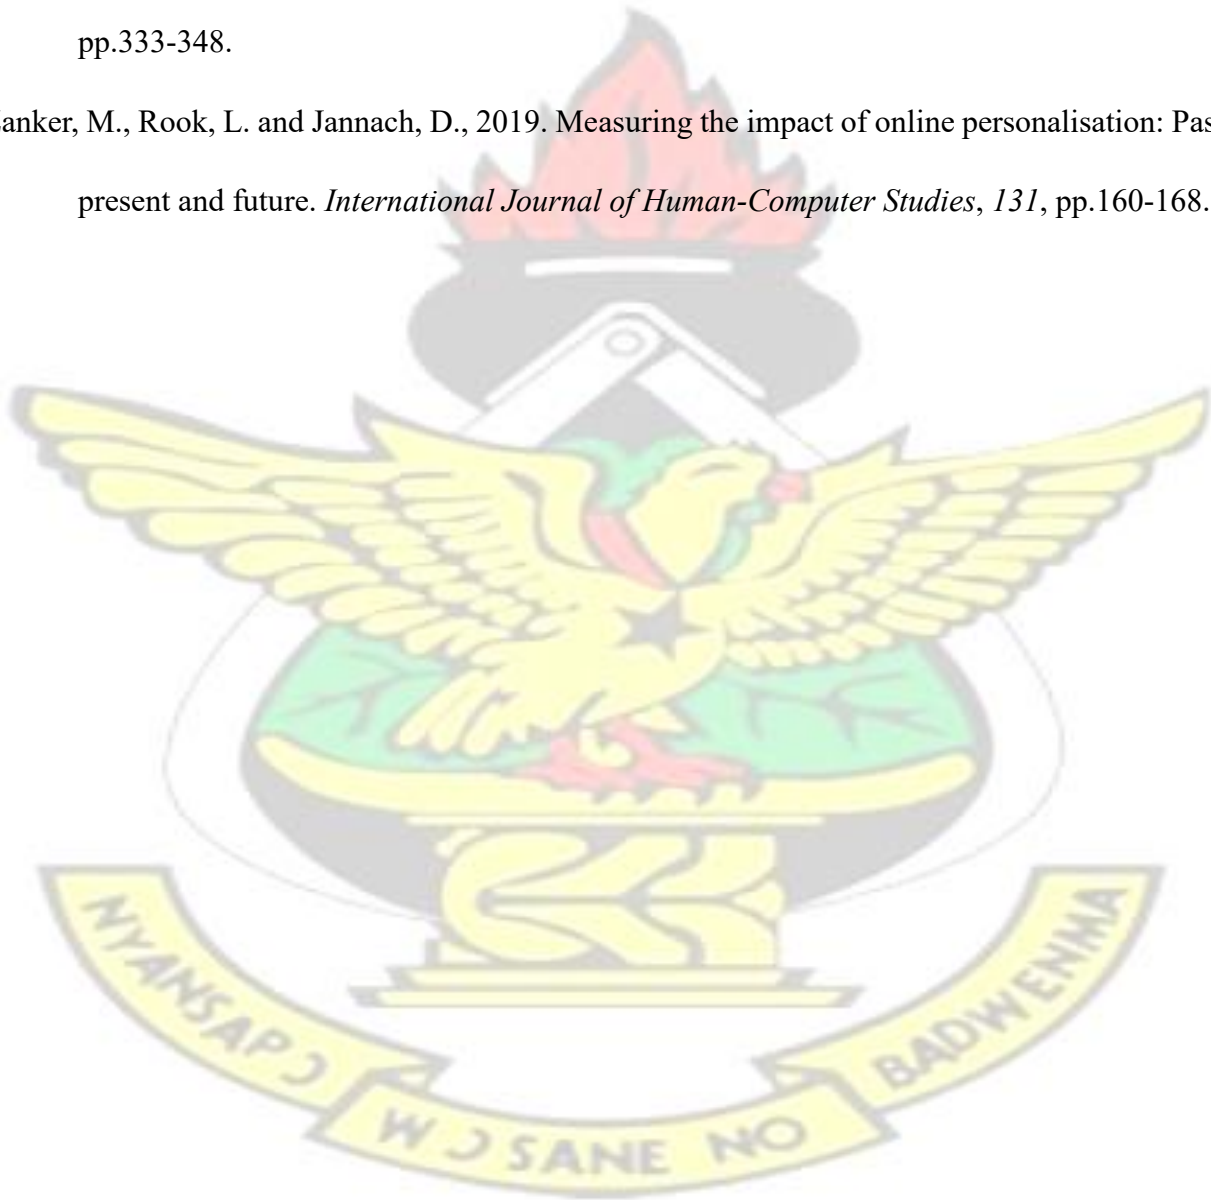 pp.333-348.
anker, M., Rook, L. and Jannach, D., 2019. Measuring the impact of online personalisation: Pas
present and future. International Journal of Human-Computer Studies, 131, pp.160-168.
NYANSAPƆ
WƆ SANE NO
BADWENMA